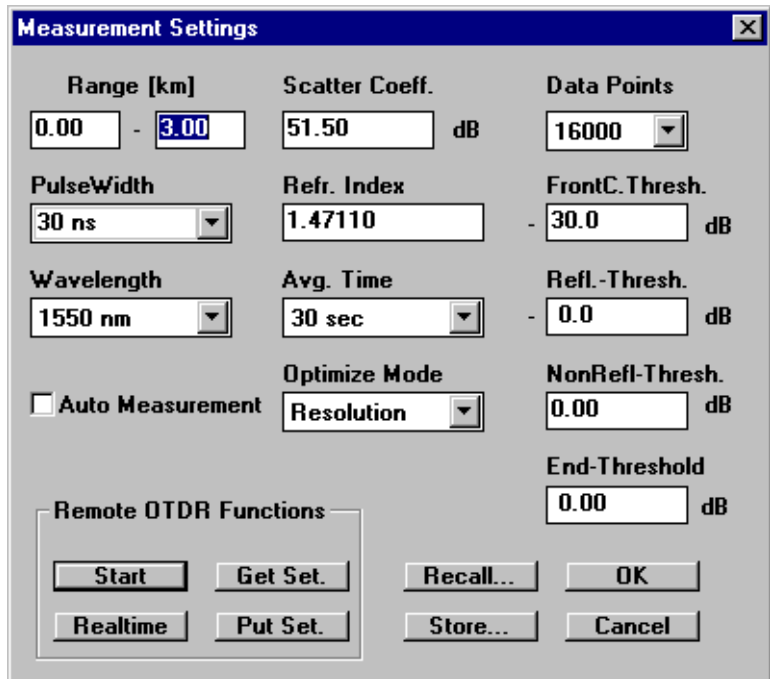 Measurement Settings
Range [km] Scatter Coeff. Data Points
0.00 - 3.00 51.50 dB 16000
PulseWidth Refr. Index FrontC.Thresh.
30 ns 1.47110 - 30.0 dB
Wavelength Avg. Time Refl.-Thresh.
1550 nm 30 sec - 0.0 dB
Optimize Mode NonRefl-Thresh.
Auto Measurement Resolution 0.00 dB
End-Threshold
0.00 dB
Remote OTDR Functions
Start Get Set. Recall... OK
Realtime Put Set. Store... Cancel